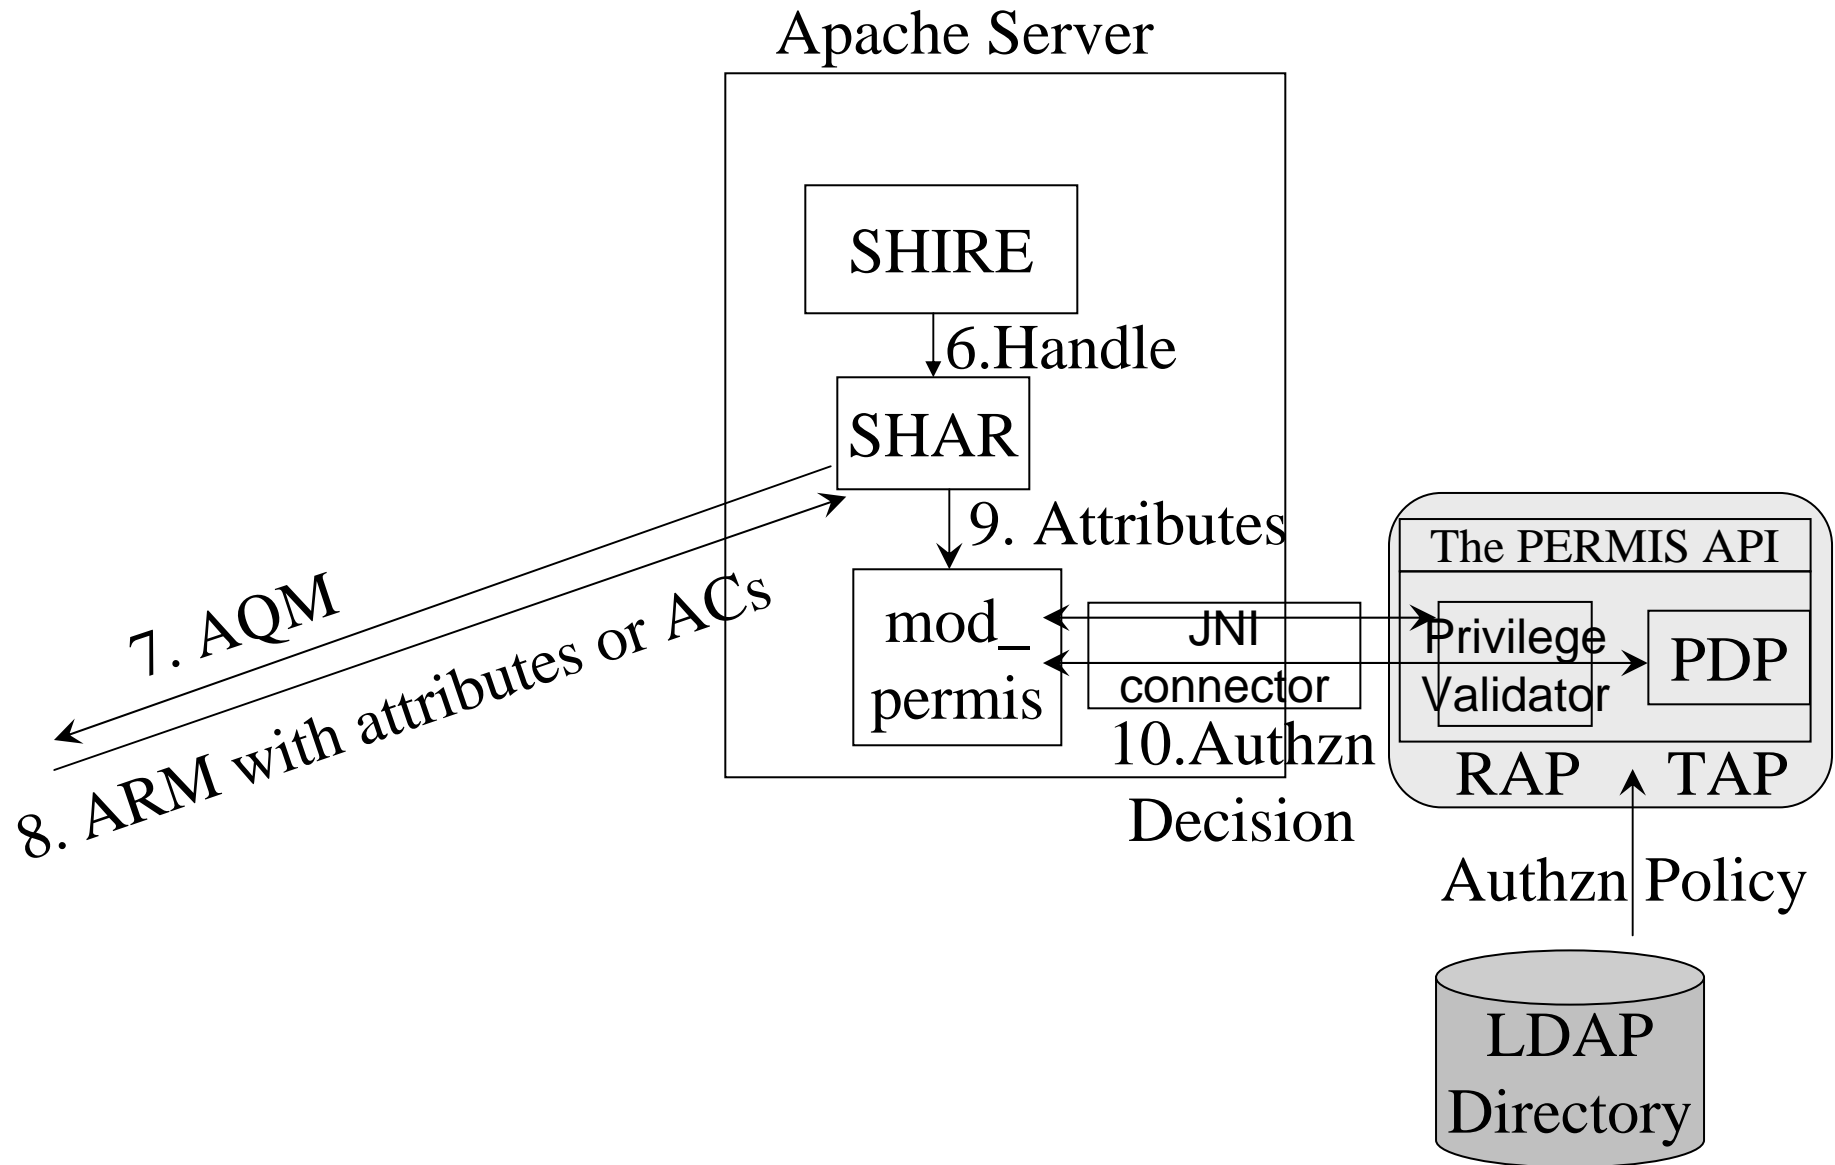 Apache Server
SHIRE
6.Handle
SHAR
9. Attributes
7. AQM
8. ARM with attributes or ACs
mod_
permis
JNI
connector
10.Authzn
Decision
The PERMIS API
Privilege
Validator
PDP
RAP TAP
Authzn Policy
LDAP
Directory